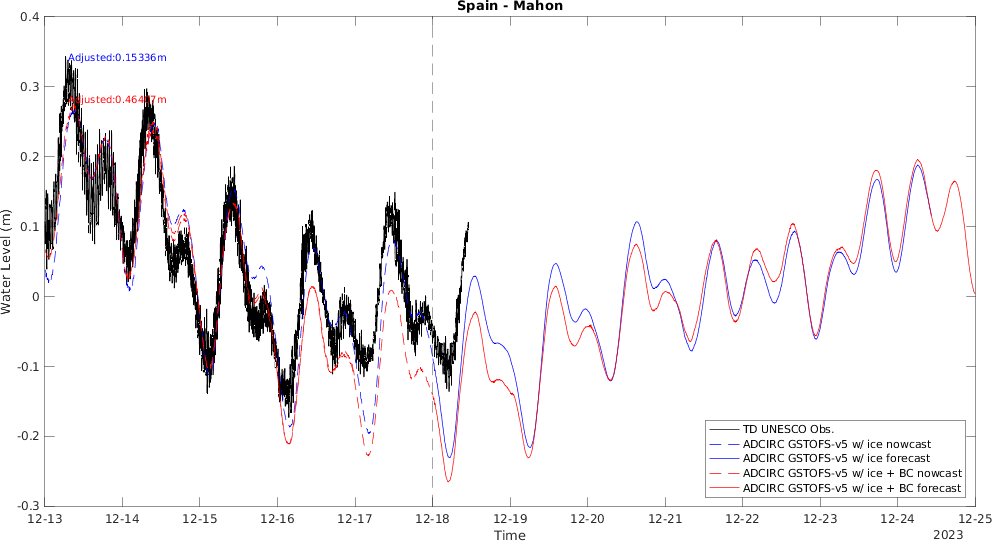 Spain - Mahon
0.4
0.3
0.2
0.1
0
-0.1
-0.2
-0.3
Water Level (m)
Adjusted:0.15336m
TD UNESCO Obs.
ADCIRC GSTOFS-v5 w/ ice nowcast
ADCIRC GSTOFS-v5 w/ ice forecast
ADCIRC GSTOFS-v5 w/ ice + BC nowcast
ADCIRC GSTOFS-v5 w/ ice + BC forecast
12-13 12-14 12-15 12-16 12-17 12-18 12-19 12-20 12-21 12-22 12-23 12-24 12-25
Time
2023